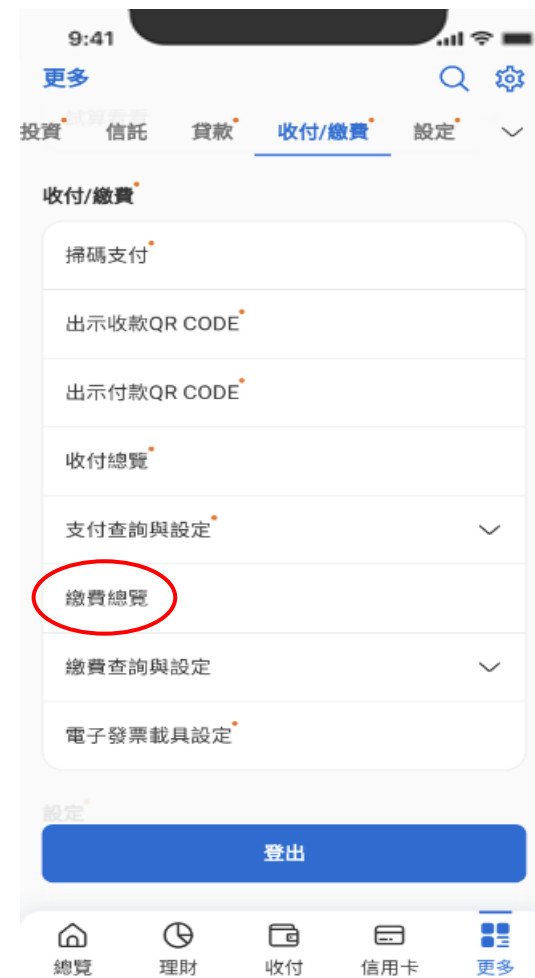 9:41
更多
試算看看
投資 信託 貸款 收付/繳費 設定
收付/繳費
掃碼支付
出示收款QR CODE
出示付款QR CODE
收付總覽
支付查詢與設定
繳費總覽
繳費查詢與設定
電子發票載具設定
設定
登出
總覽 理財 收付 信用卡 更多